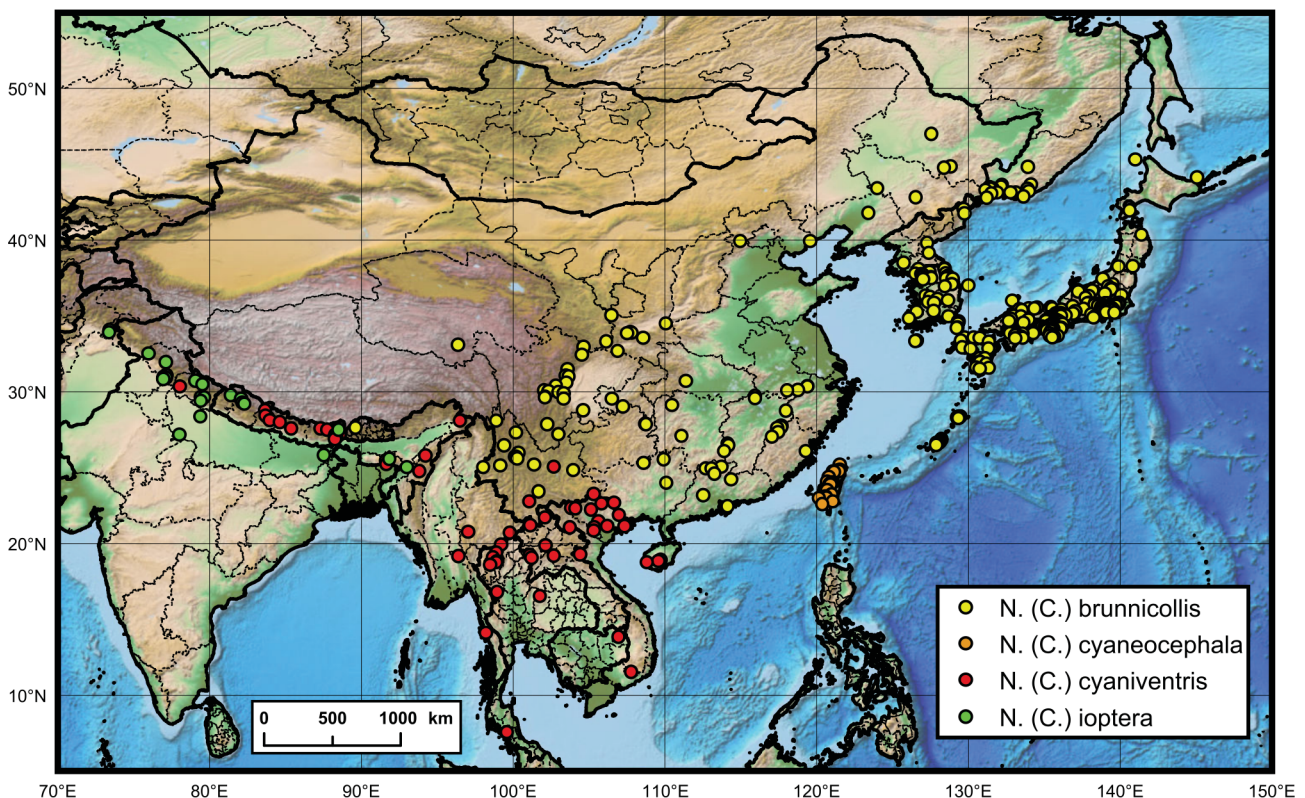 50°N
40°N
30°N
20°N
10°N
N. (C.) brunnicollis
N. (C.) cyaneocephala
N. (C.) cyaniventris
N. (C.) ioptera
0 500 1000 km
70°E 80°E 90°E 100°E 110°E 120°E 130°E 140°E 150°E